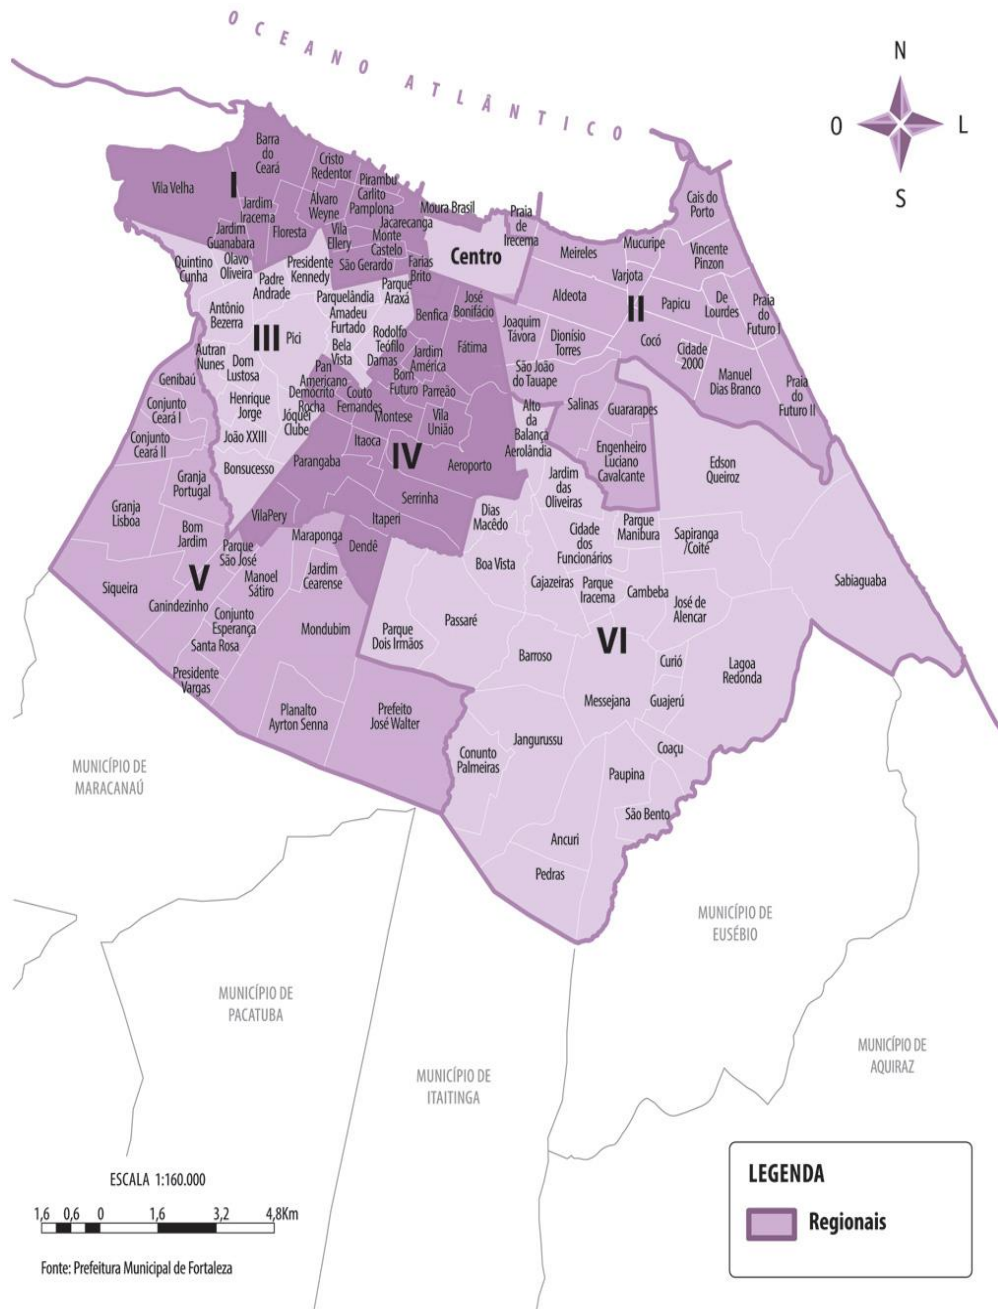 OCEANO ATLÂNTICO
N
O
L
S
Barra
do
Ceará
Vila Velha
I
Cristo
Redentor
Pirambu
Carlito
Pamplona
Jardim
Iracema
Álvaro
Weyne
Jacarecanga
Moura Brasil
Floresta
Vila
Ellery
Monte
Castelo
Jardim
Guanabara
São Gerardo
Farias
Brito
Centro
Praia
de
Irecema
Meireles
Mucuripe
Cais do
Porto
Vincente
Pinzon
Varjota
Aldeota
II
Papicu
De
Lourdes
Praia
do
Futuro I
Joaquim
Távora
Dionísio
Torres
Cocó
Cidade
2000
Manuel
Dias Branco
Praia
do
Futuro II
São João
do Tauape
Salinas
Guararapes
Engenheiro
Luciano
Cavalcante
Quintino
Cunha
Olavo
Oliveira
Padre
Andrade
Presidente
Kennedy
Parque
Araxá
Parquelândia
Amadeu
Furtado
Antônio
Bezerra
III
Pici
Bela
Vista
Rodolfo
Teófilo
Damas
Autran
Nunes
Dom
Lustosa
Henrique
Jorge
João XXIII
Jóquei
Clube
Bonsucesso
Benfica
José
Bonifácio
Fátima
Jardim
América
Bom
Futuro
Parreão
Pan
Americano
Demócrito
Rocha
Couto
Fernandes
Montese
Vila
União
Itaoca
IV
Parangaba
Aeroporto
Serrinha
VilaPery
Itaperi
Dendê
Genibaú
Conjunto
Ceará I
Conjunto
Ceará II
Granja
Portugal
Granja
Lisboa
Bom
Jardim
Parque
São José
Maraponga
V
Manoel
Sátiro
Jardim
Cearense
Siqueira
Canindezinho
Conjunto
Esperança
Santa Rosa
Mondubim
Presidente
Vargas
Planalto
Ayrton Senna
Prefeito
José Walter
Alto
da
Balança
Aerolândia
Jardim
das
Oliveiras
Edson
Queiroz
Dias
Macêdo
Cidade
dos
Funcionários
Parque
Manibura
Sapiranga
/Coité
Boa Vista
Cajazeiras
Parque
Iracema
Cambeba
José de
Alencar
Sabiaguaba
Passaré
Parque
Dois Irmãos
Barroso
VI
Curió
Lagoa
Redonda
Messejana
Guajerú
Jangurussu
Coaçu
Conunto
Palmeiras
Paupina
São Bento
Ancuri
Pedras
MUNICÍPIO DE
MARACANAÚ
MUNICÍPIO DE
PACATUBA
MUNICÍPIO DE
ITAITINGA
MUNICÍPIO DE
EUSÉBIO
MUNICÍPIO DE
AQUIRAZ
ESCALA 1:160.000
1,6 0,6 0 1,6 3,2 4,8Km
Fonte: Prefeitura Municipal de Fortaleza
LEGENDA
Regionais